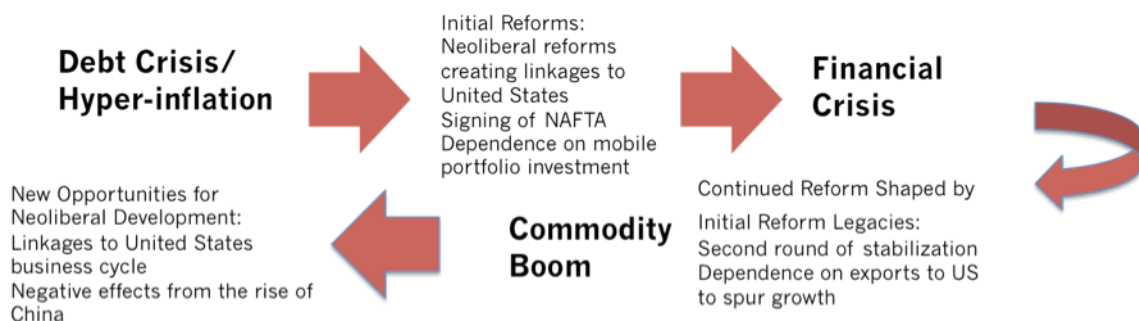 Debt Crisis/
Hyper-inflation
Initial Reforms:
Neoliberal reforms
creating linkages to
United States
Signing of NAFTA
Dependence on mobile
portfolio investment
Financial
Crisis
Continued Reform Shaped by
Initial Reform Legacies:
Second round of stabilization
Dependence on exports to US
to spur growth
Commodity
Boom
New Opportunities for
Neoliberal Development:
Linkages to United States
business cycle
Negative effects from the rise of
China